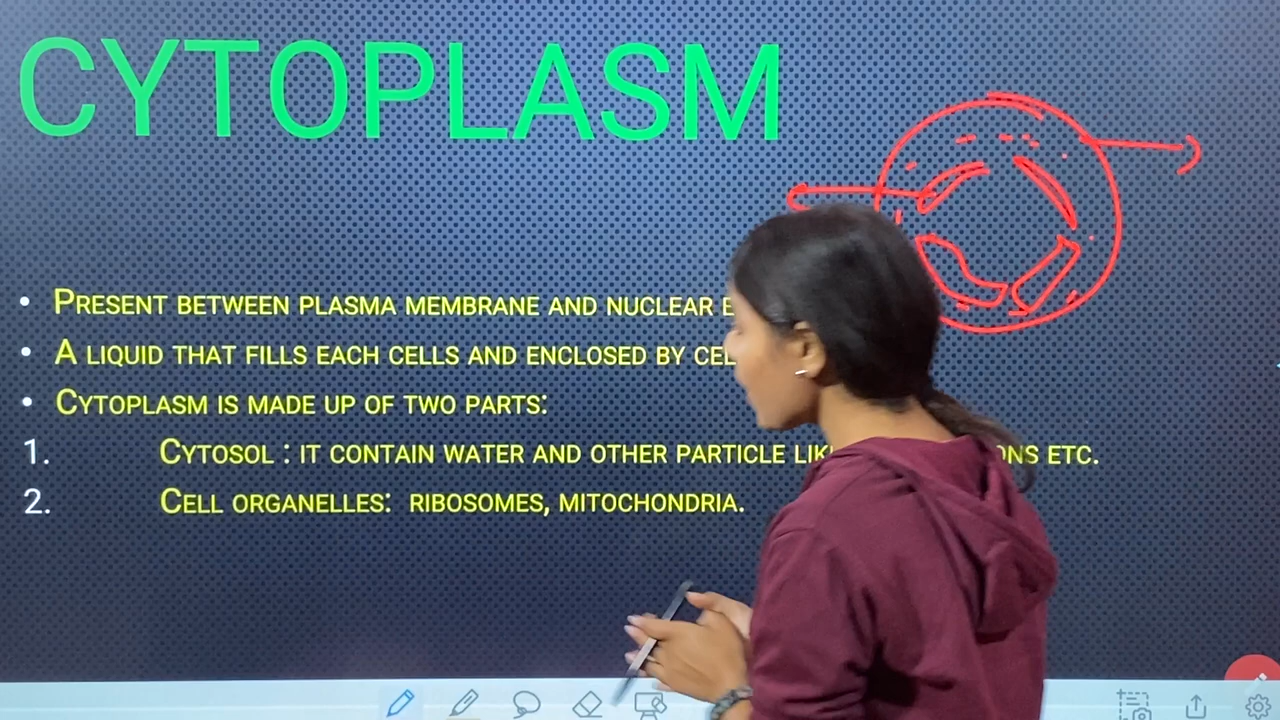 CYTOPLASM
• PRESENT BETWEEN PLASMA MEMBRANE AND NUCLEAR
• A LIQUID THAT FILLS EACH CELLS AND ENCLOSED BY
• CYTOPLASM IS MADE UP OF TWO PARTS:
1. CYTOSOL : IT CONTAIN WATER AND OTHER PARTICLE ETC.
2. CELL ORGANELLES: RIBOSOMES, MITOCHONDRIA.